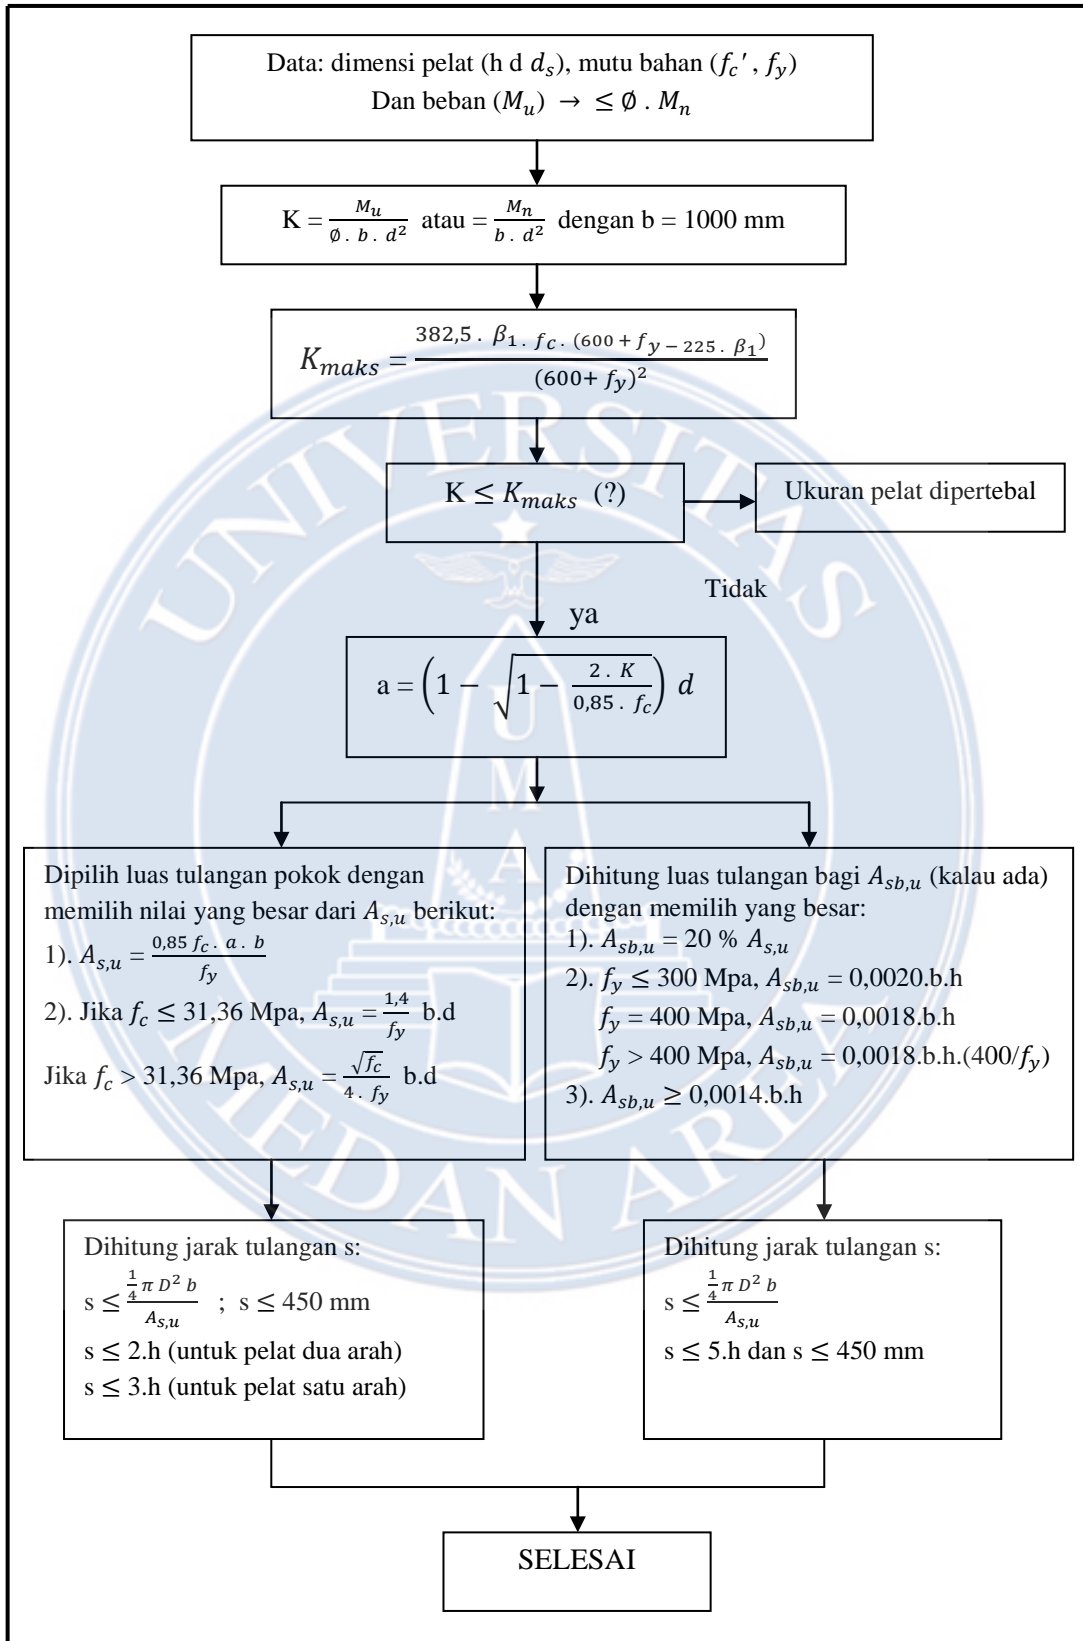 Data: dimensi pelat (h d d_s), mutu bahan (f_c', f_y)
Dan beban (M_u) → ≤ ∅ . M_n
K = M_u / (∅ . b . d²) atau = M_n / (b . d²) dengan b = 1000 mm
K_maks = 382,5 . β_1 . f_c . (600 + f_y − 225 . β_1) / (600+ f_y)²
K ≤ K_maks (?)
Ukuran pelat dipertebal
Tidak
ya
a = (1 − √(1 − (2 . K) / (0,85 . f_c))) d
Dipilih luas tulangan pokok dengan
memilih nilai yang besar dari A_s,u berikut:
1). A_s,u = (0,85 f_c . a . b) / f_y
2). Jika f_c ≤ 31,36 Mpa, A_s,u = 1,4 / f_y b.d
Jika f_c > 31,36 Mpa, A_s,u = √f_c / (4 . f_y) b.d
Dihitung luas tulangan bagi A_sb,u (kalau ada)
dengan memilih yang besar:
1). A_sb,u = 20 % A_s,u
2). f_y ≤ 300 Mpa, A_sb,u = 0,0020.b.h
f_y = 400 Mpa, A_sb,u = 0,0018.b.h
f_y > 400 Mpa, A_sb,u = 0,0018.b.h.(400/f_y)
3). A_sb,u ≥ 0,0014.b.h
Dihitung jarak tulangan s:
s ≤ (1/4 π D² b) / A_s,u ; s ≤ 450 mm
s ≤ 2.h (untuk pelat dua arah)
s ≤ 3.h (untuk pelat satu arah)
Dihitung jarak tulangan s:
s ≤ (1/4 π D² b) / A_s,u
s ≤ 5.h dan s ≤ 450 mm
SELESAI
UNIVERSITAS
MEDAN AREA
UMA